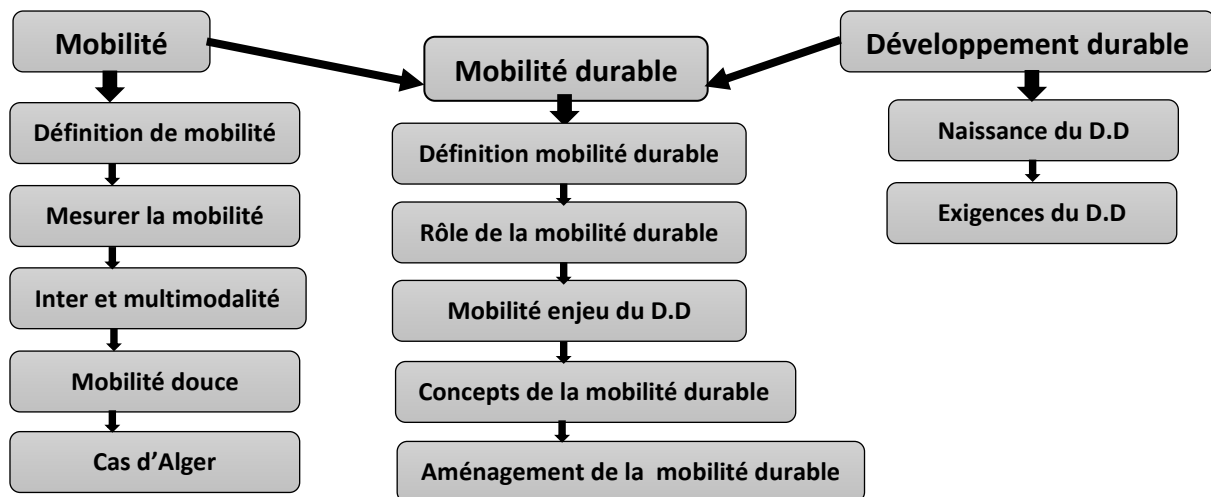 Mobilité
Définition de mobilité
Mesurer la mobilité
Inter et multimodalité
Mobilité douce
Cas d’Alger
Mobilité durable
Définition mobilité durable
Rôle de la mobilité durable
Mobilité enjeu du D.D
Concepts de la mobilité durable
Aménagement de la mobilité durable
Développement durable
Naissance du D.D
Exigences du D.D